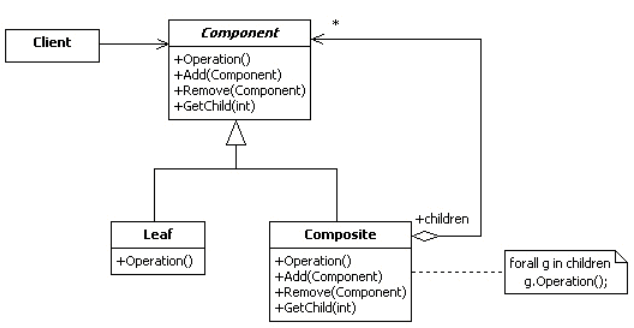 Client
Component
+Operation()
+Add(Component)
+Remove(Component)
+GetChild(int)
*
Leaf
+Operation()
+children
Composite
+Operation()
+Add(Component)
+Remove(Component)
+GetChild(int)
forall g in children
g.Operation();